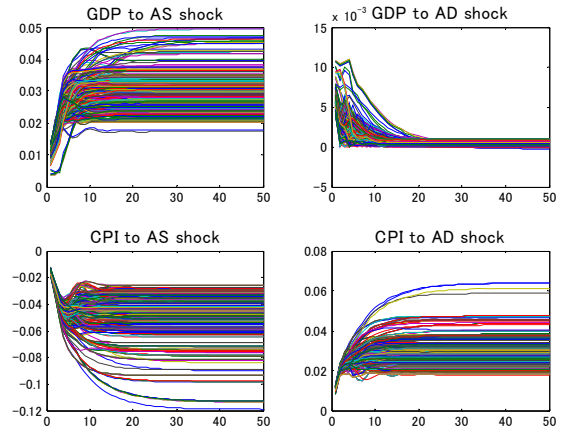 GDP to AS shock
0.05
0.04
0.03
0.02
0.01
0
0 10 20 30 40 50
GDP to AD shock
x 10⁻³
15
10
5
0
-5
0 10 20 30 40 50
CPI to AS shock
0
-0.02
-0.04
-0.06
-0.08
-0.1
-0.12
0 10 20 30 40 50
CPI to AD shock
0.08
0.06
0.04
0.02
0
0 10 20 30 40 50